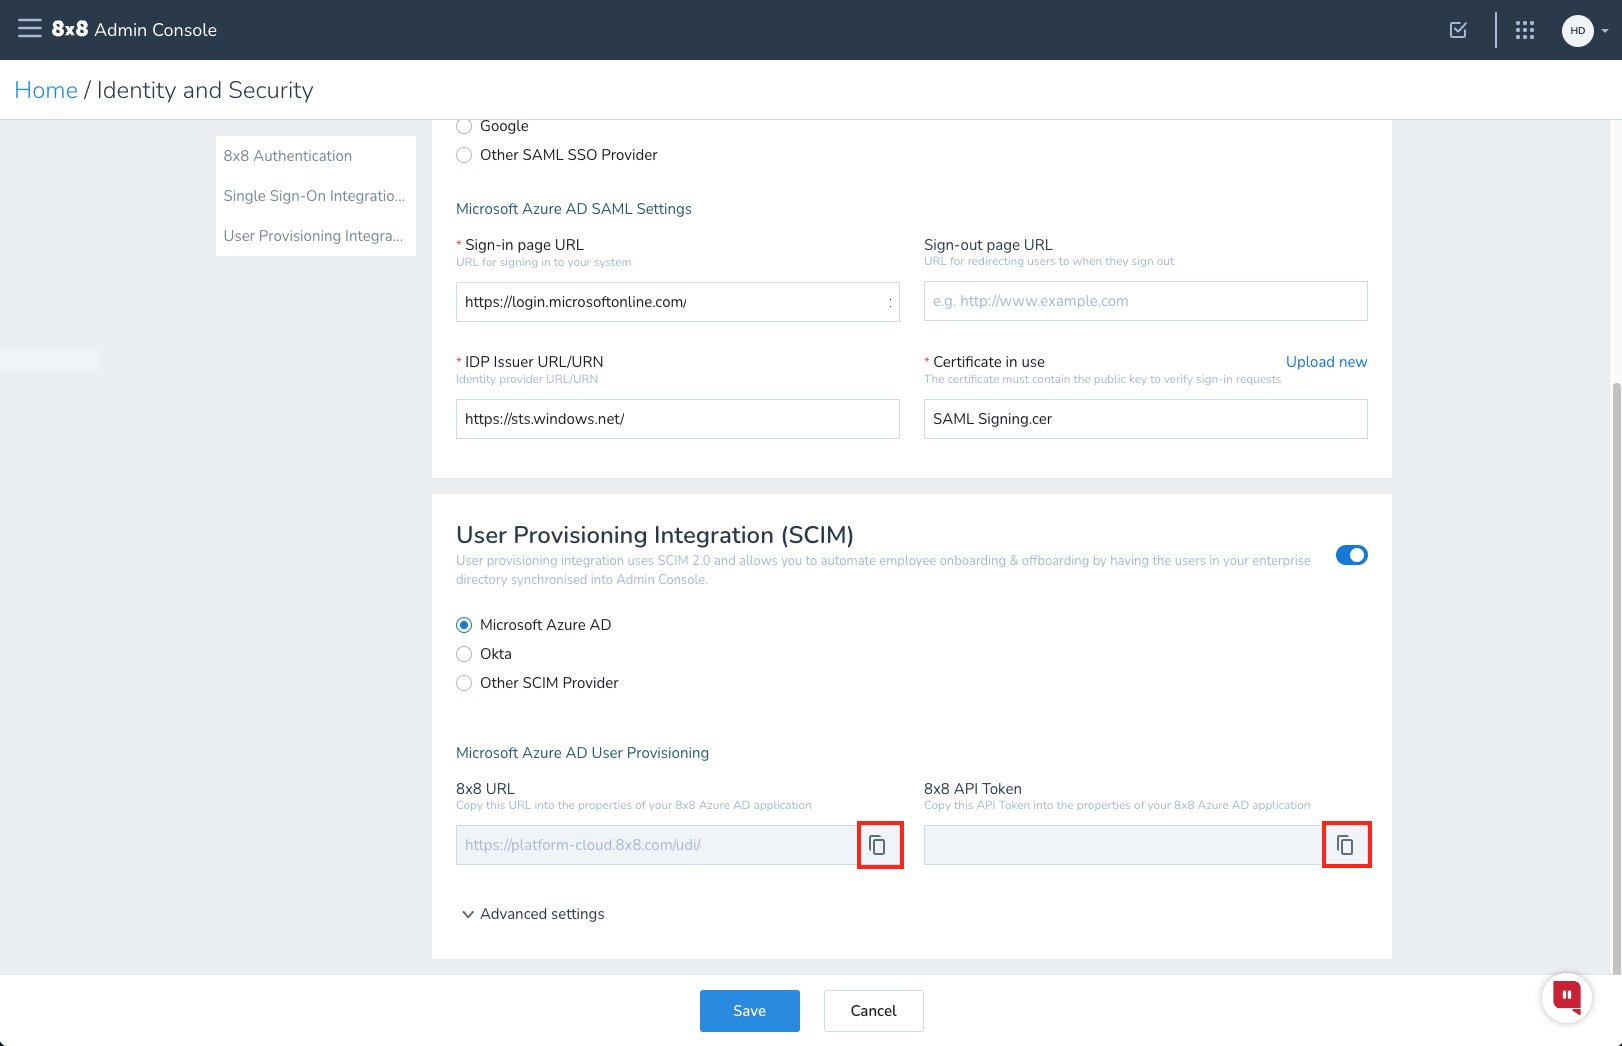 8x8 Admin Console
HD
Home / Identity and Security
8x8 Authentication
Single Sign-On Integratio...
User Provisioning Integra...
Google
Other SAML SSO Provider
Microsoft Azure AD SAML Settings
* Sign-in page URL
URL for signing in to your system
https://login.microsoftonline.com/ :
Sign-out page URL
URL for redirecting users to when they sign out
e.g. http://www.example.com
* IDP Issuer URL/URN
Identity provider URL/URN
https://sts.windows.net/
* Certificate in use Upload new
The certificate must contain the public key to verify sign-in requests
SAML Signing.cer
User Provisioning Integration (SCIM)
User provisioning integration uses SCIM 2.0 and allows you to automate employee onboarding & offboarding by having the users in your enterprise
directory synchronised into Admin Console.
Microsoft Azure AD
Okta
Other SCIM Provider
Microsoft Azure AD User Provisioning
8x8 URL
Copy this URL into the properties of your 8x8 Azure AD application
https://platform-cloud.8x8.com/udi/
8x8 API Token
Copy this API Token into the properties of your 8x8 Azure AD application
Advanced settings
Save
Cancel